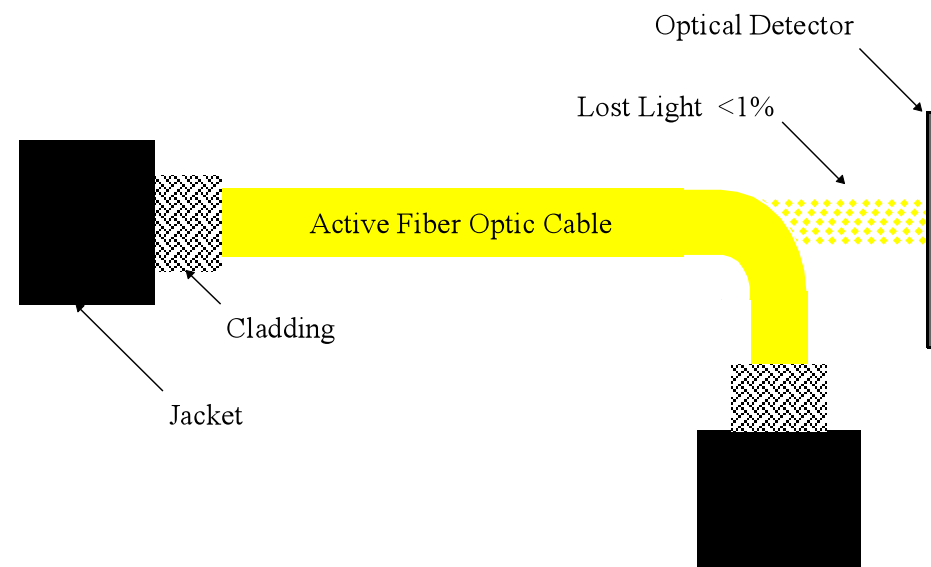 Optical Detector
Lost Light <1%
Active Fiber Optic Cable
Cladding
Jacket